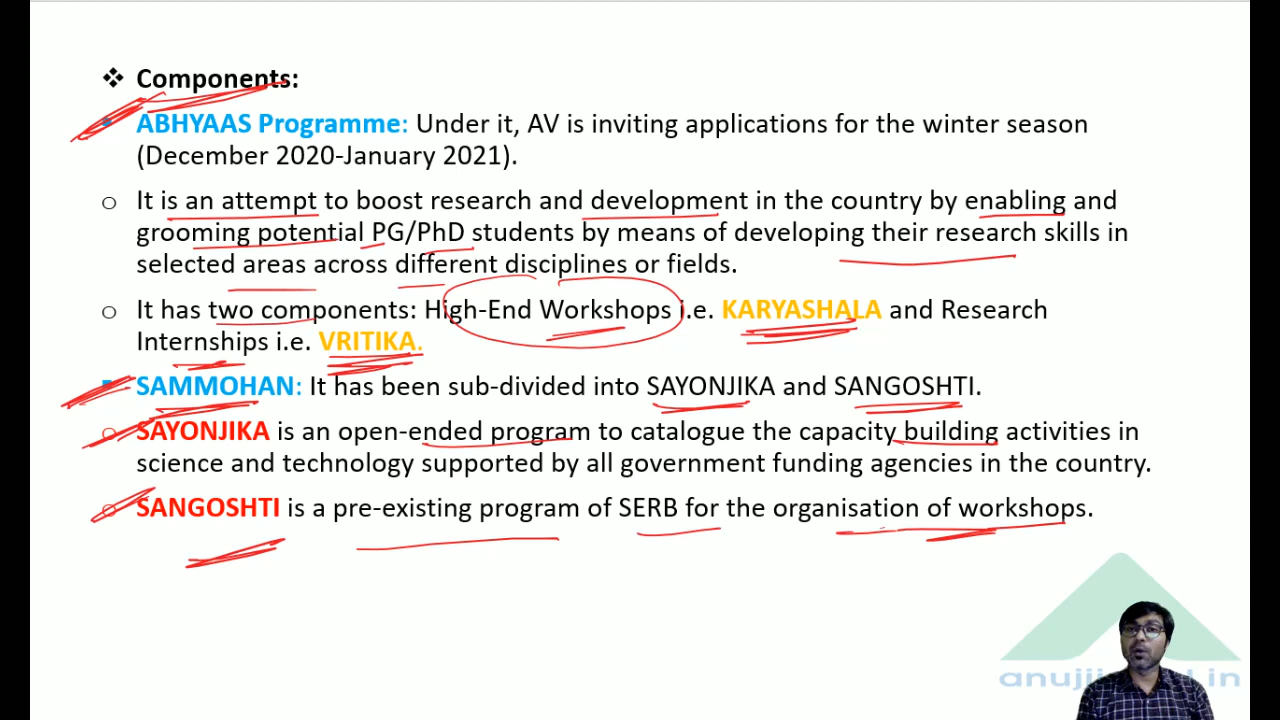 ❖ Components:
• ABHYAAS Programme: Under it, AV is inviting applications for the winter season
(December 2020-January 2021).
o It is an attempt to boost research and development in the country by enabling and
grooming potential PG/PhD students by means of developing their research skills in
selected areas across different disciplines or fields.
o It has two components: High-End Workshops i.e. KARYASHALA and Research
Internships i.e. VRITIKA.
• SAMMOHAN: It has been sub-divided into SAYONJIKA and SANGOSHTI.
o SAYONJIKA is an open-ended program to catalogue the capacity building activities in
science and technology supported by all government funding agencies in the country.
o SANGOSHTI is a pre-existing program of SERB for the organisation of workshops.